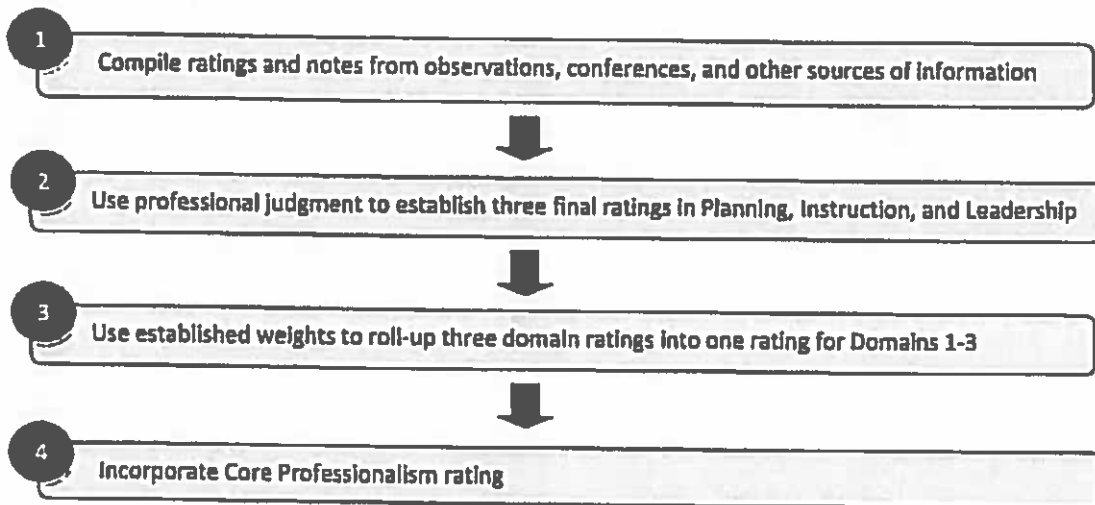 1
Compile ratings and notes from observations, conferences, and other sources of information
2
Use professional judgment to establish three final ratings in Planning, Instruction, and Leadership
3
Use established weights to roll-up three domain ratings into one rating for Domains 1-3
4
Incorporate Core Professionalism rating